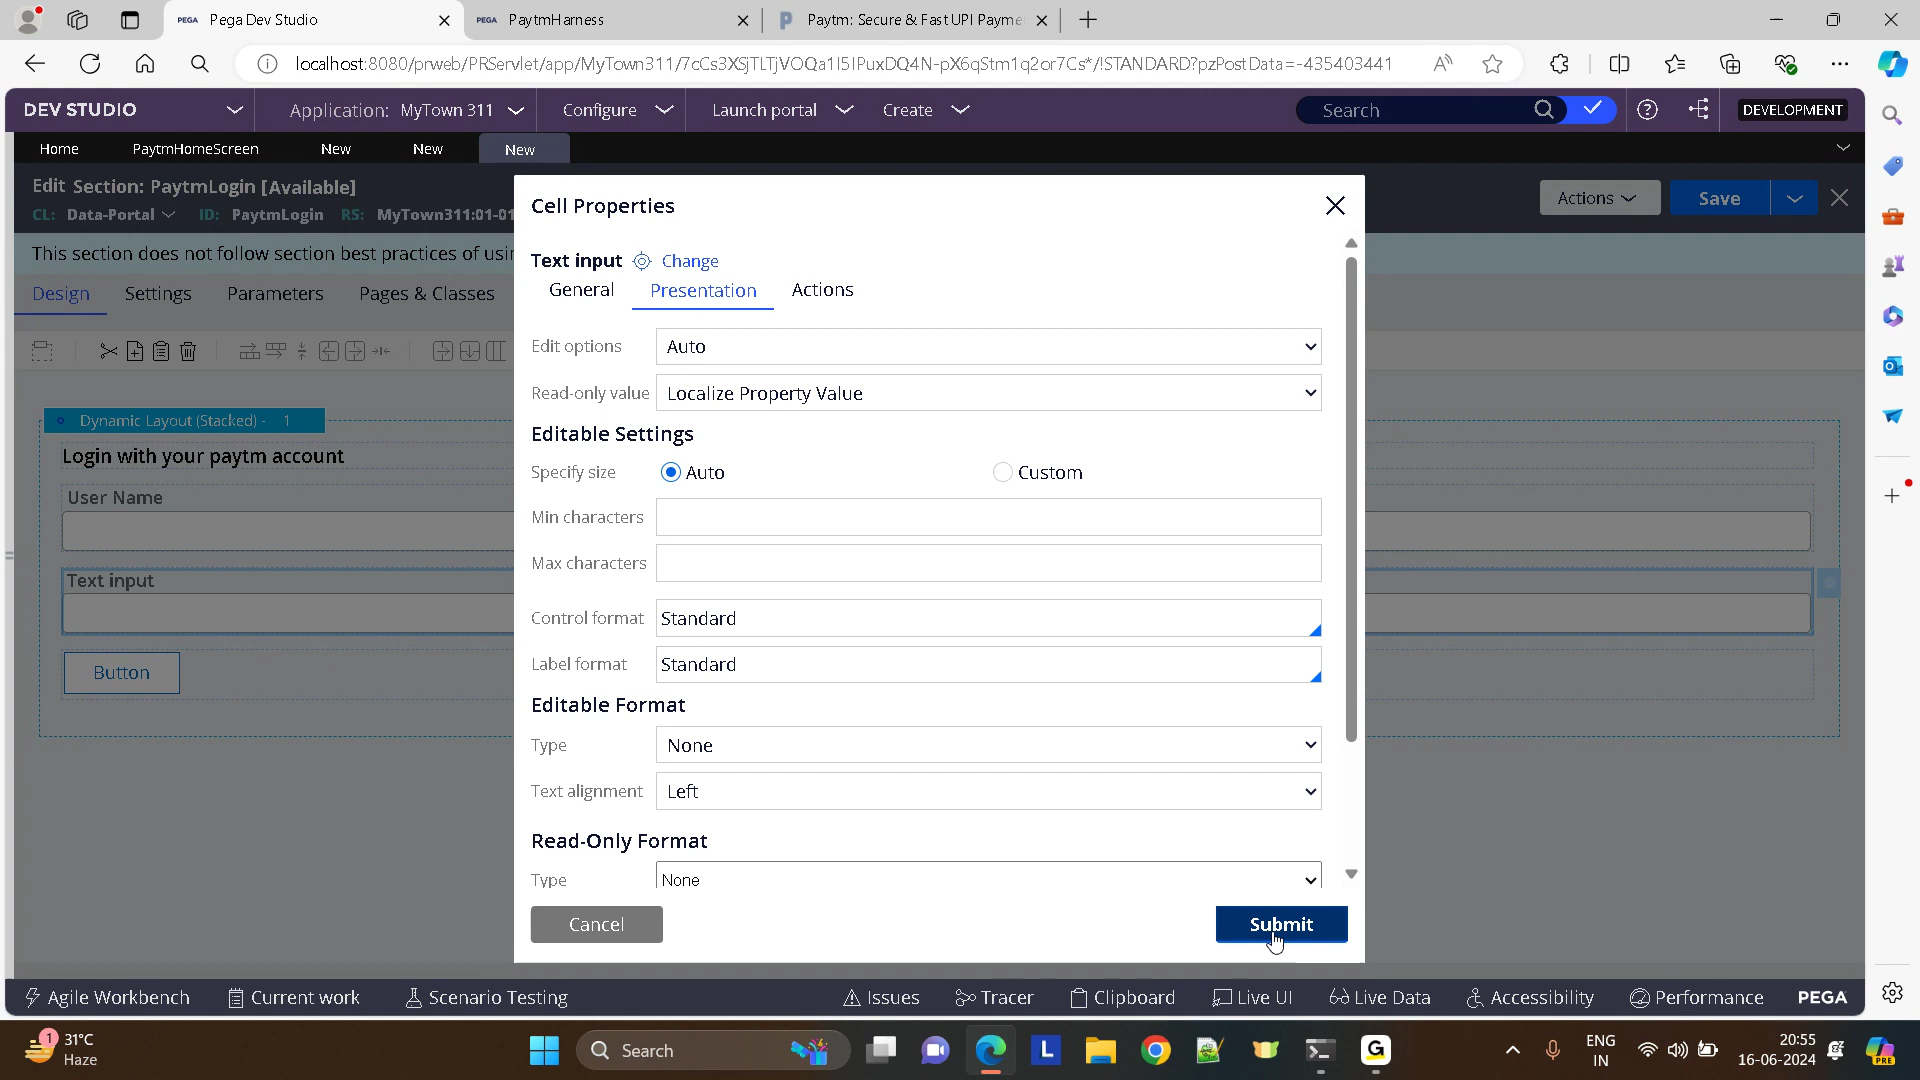 PEGA Pega Dev Studio
PEGA PaytmHarness
Paytm: Secure & Fast UPI Payme
localhost:8080/prweb/PRServlet/app/MyTown311/7cCs3XSjTLTjVOQa1I5IPuxDQ4N-pX6qStm1q2or7Cs*/!STANDARD?pzPostData=-435403441
DEV STUDIO
Application: MyTown 311
Configure
Launch portal
Create
Search
DEVELOPMENT
Home
PaytmHomeScreen
New
New
New
Edit Section: PaytmLogin [Available]
CL: Data-Portal ID: PaytmLogin RS: MyTown311:01-01
Actions
Save
This section does not follow section best practices of usin
Design
Settings
Parameters
Pages & Classes
Dynamic Layout (Stacked) - 1
Login with your paytm account
User Name
Text input
Button
Cell Properties
Text input Change
General
Presentation
Actions
Edit options Auto
Read-only value Localize Property Value
Editable Settings
Specify size Auto Custom
Min characters
Max characters
Control format Standard
Label format Standard
Editable Format
Type None
Text alignment Left
Read-Only Format
Type None
Cancel
Submit
Agile Workbench
Current work
Scenario Testing
Issues
Tracer
Clipboard
Live UI
Live Data
Accessibility
Performance
PEGA
1
31°C
Haze
Search
L
G
ENG
IN
20:55
16-06-2024
PRE